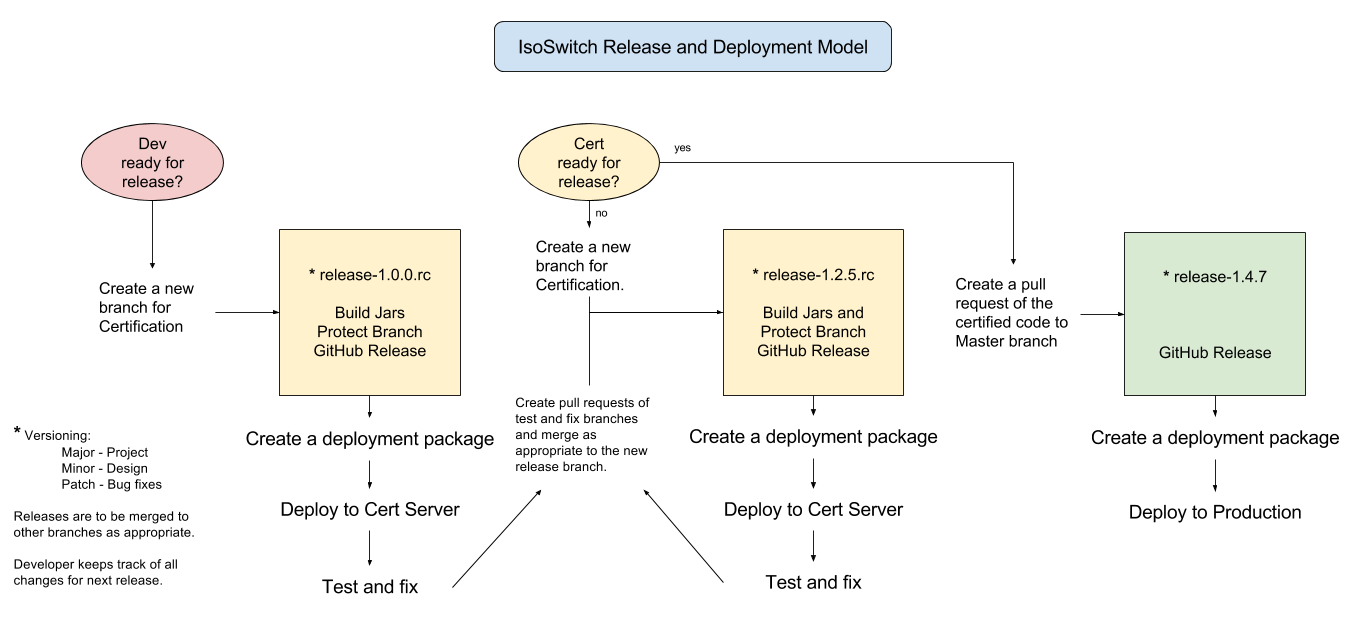 IsoSwitch Release and Deployment Model
Dev
ready for
release?
Create a new
branch for
Certification
* release-1.0.0.rc
Build Jars
Protect Branch
GitHub Release
Create a deployment package
Deploy to Cert Server
Test and fix
* Versioning:
Major - Project
Minor - Design
Patch - Bug fixes
Releases are to be merged to
other branches as appropriate.
Developer keeps track of all
changes for next release.
Cert
ready for
release?
yes
no
Create a new
branch for
Certification.
Create pull requests of
test and fix branches
and merge as
appropriate to the new
release branch.
* release-1.2.5.rc
Build Jars and
Protect Branch
GitHub Release
Create a deployment package
Deploy to Cert Server
Test and fix
Create a pull
request of the
certified code to
Master branch
* release-1.4.7
GitHub Release
Create a deployment package
Deploy to Production